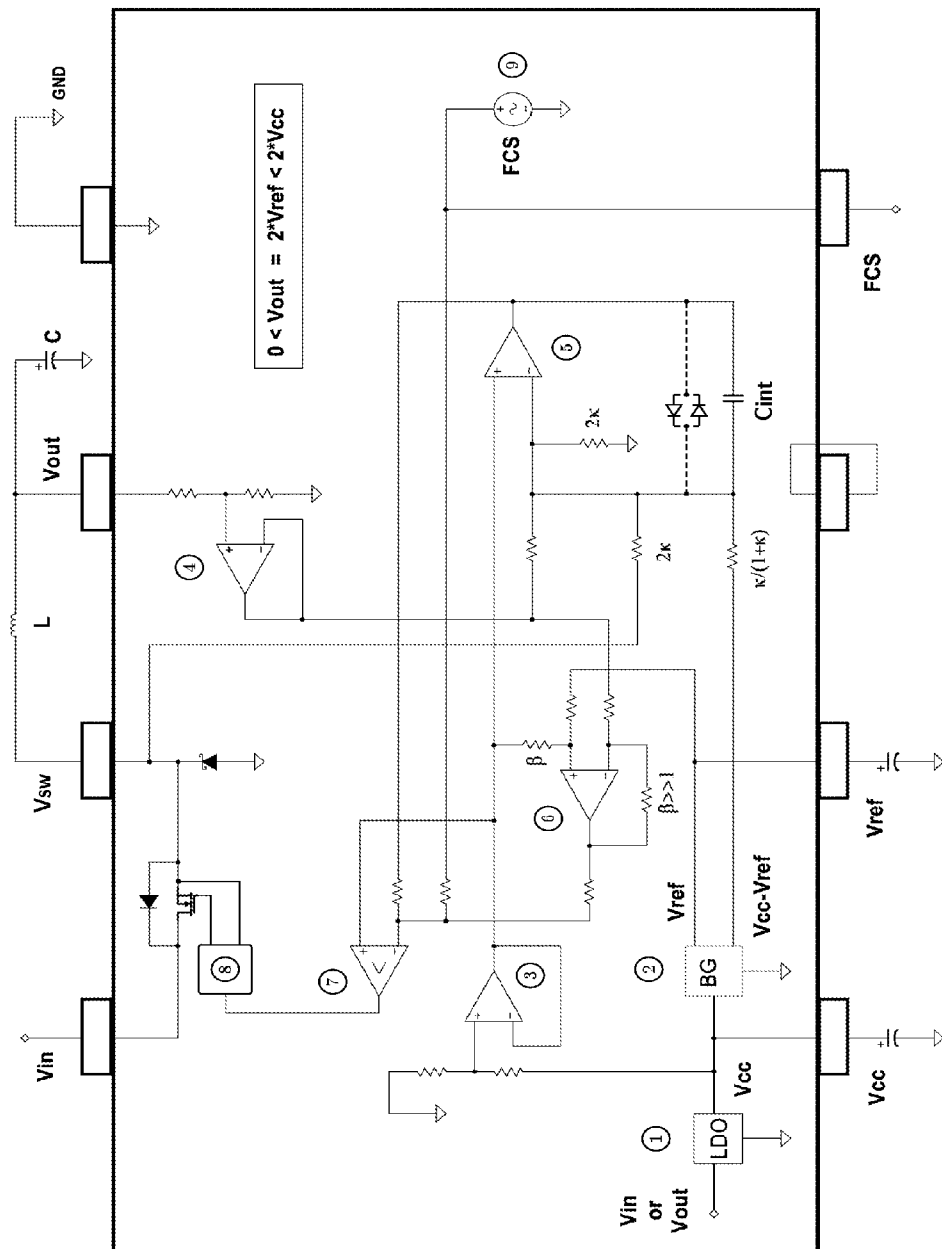 Vin
Vsw
L
Vout
C
GND
4
8
0 < Vout = 2*Vref < 2*Vcc
7
<
3
β
6
5
FCS
9
2κ
Vin
or
Vout
1
2
β>>1
2κ
Vref
LDO
BG
Vcc
Vcc-Vref
κ/(1+κ)
Cint
Vcc
Vref
FCS